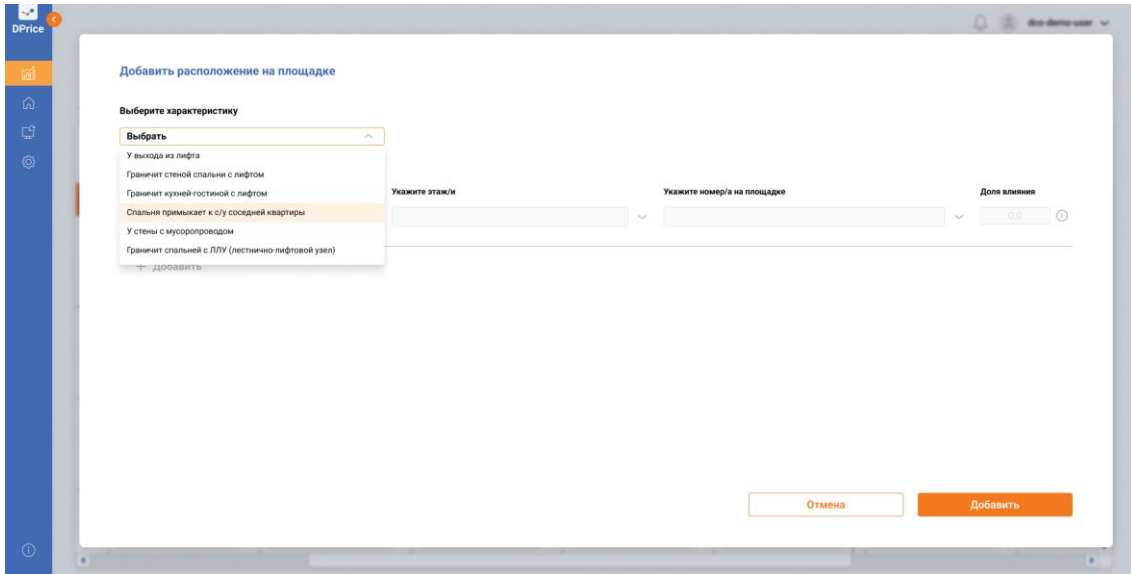 DPrice
dco-demo-user
Добавить расположение на площадке
Выберите характеристику
Выбрать
У выхода из лифта
Граничит стеной спальни с лифтом
Граничит кухней-гостиной с лифтом
Спальня примыкает к с/у соседней квартиры
У стены с мусоропроводом
Граничит спальней с ЛЛУ (лестнично-лифтовой узел)
Укажите этаж/и
Укажите номер/а на площадке
Доля влияния
0.0
+ Добавить
Отмена
Добавить